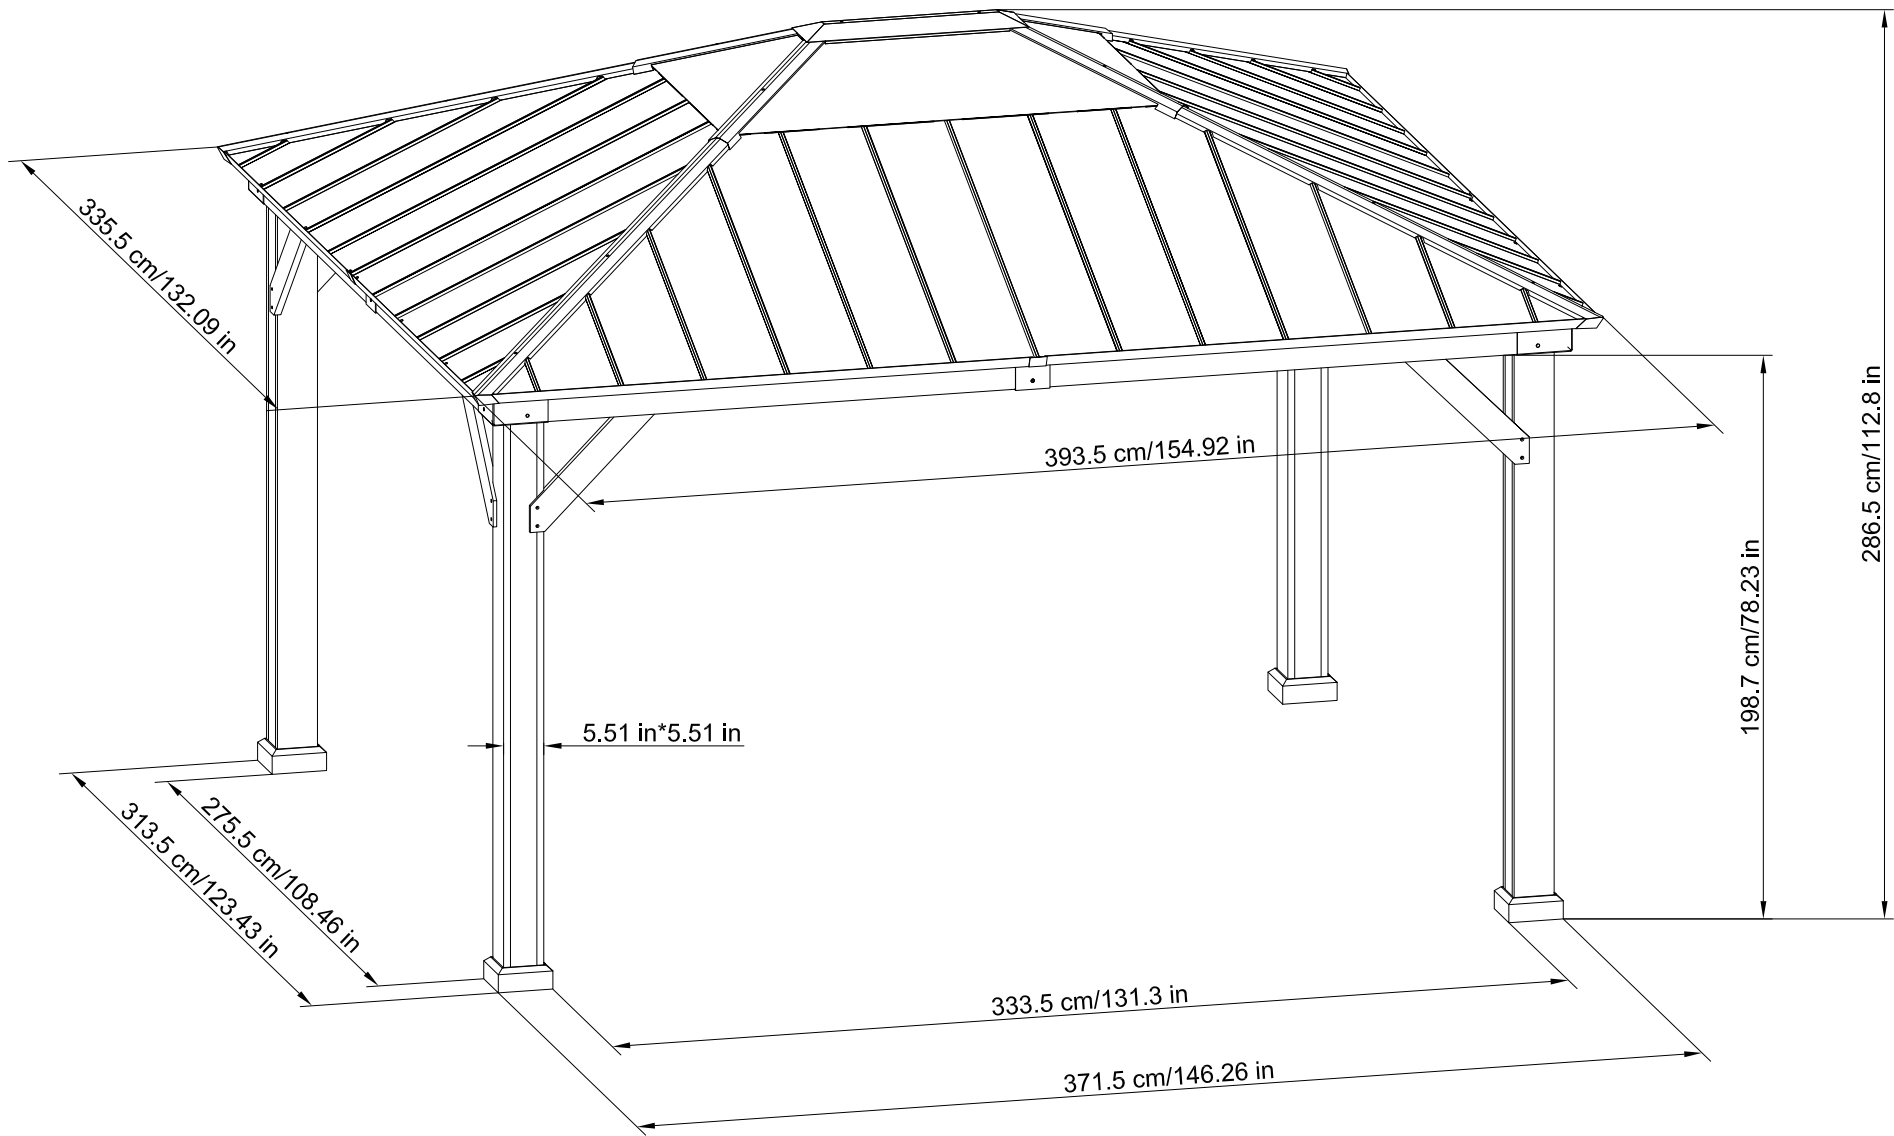 335.5 cm/132.09 in
393.5 cm/154.92 in
286.5 cm/112.8 in
198.7 cm/78.23 in
5.51 in*5.51 in
275.5 cm/108.46 in
313.5 cm/123.43 in
333.5 cm/131.3 in
371.5 cm/146.26 in